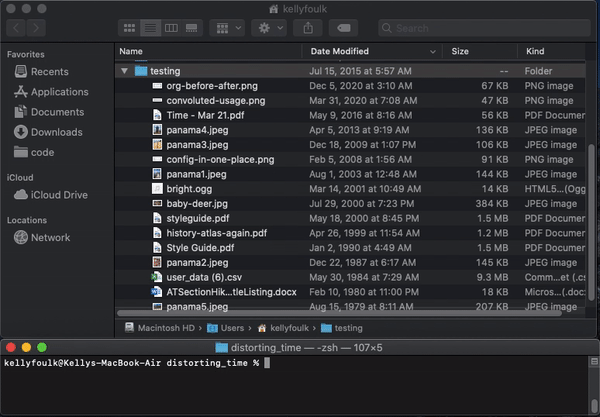 kellyfoulk
Search
Favorites
Recents
Applications
Documents
Downloads
code
iCloud
iCloud Drive
Locations
Network
Name Date Modified Size Kind
testing Jul 15, 2015 at 5:57 AM -- Folder
org-before-after.png Dec 5, 2020 at 3:10 AM 67 KB PNG image
convoluted-usage.png Mar 31, 2020 at 7:08 AM 47 KB PNG image
Time - Mar 21.pdf May 9, 2016 at 8:16 AM 56 KB PDF Documen
panama4.jpeg Apr 5, 2013 at 9:19 AM 136 KB JPEG image
panama3.jpeg Dec 18, 2009 at 1:07 PM 106 KB JPEG image
config-in-one-place.png Feb 5, 2008 at 1:56 AM 91 KB PNG image
panama1.jpeg Aug 1, 2003 at 12:48 AM 144 KB JPEG image
bright.ogg Mar 14, 2001 at 10:49 AM 14 KB HTML5...(Ogg
baby-deer.jpg Jul 29, 2000 at 7:23 PM 384 KB JPEG image
styleguide.pdf May 18, 2000 at 8:45 PM 1.5 MB PDF Documen
history-atlas-again.pdf Apr 26, 1999 at 11:54 AM 1.2 MB PDF Documen
Style Guide.pdf Jan 2, 1990 at 4:49 AM 1.5 MB PDF Documen
panama2.jpeg Dec 22, 1987 at 6:17 AM 145 KB JPEG image
user_data (6).csv May 30, 1984 at 7:29 AM 9.3 MB Comm...et (.cs
ATSectionHik...tleListing.docx Feb 10, 1980 at 11:00 PM 18 KB Micros...(.doc
panama5.jpeg Aug 15, 1979 at 8:11 AM 207 KB JPEG image
Macintosh HD › Users › kellyfoulk › testing
distorting_time — -zsh — 107×5
kellyfoulk@Kellys-MacBook-Air distorting_time %